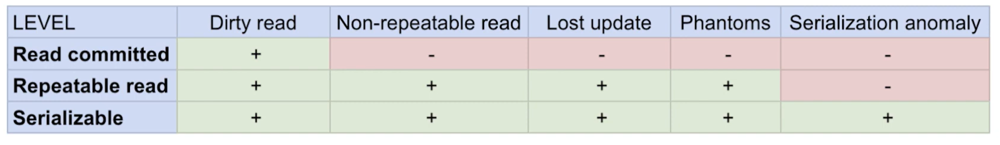 LEVEL Dirty read Non-repeatable read Lost update Phantoms Serialization anomaly
Read committed + - - - -
Repeatable read + + + + -
Serializable + + + + +